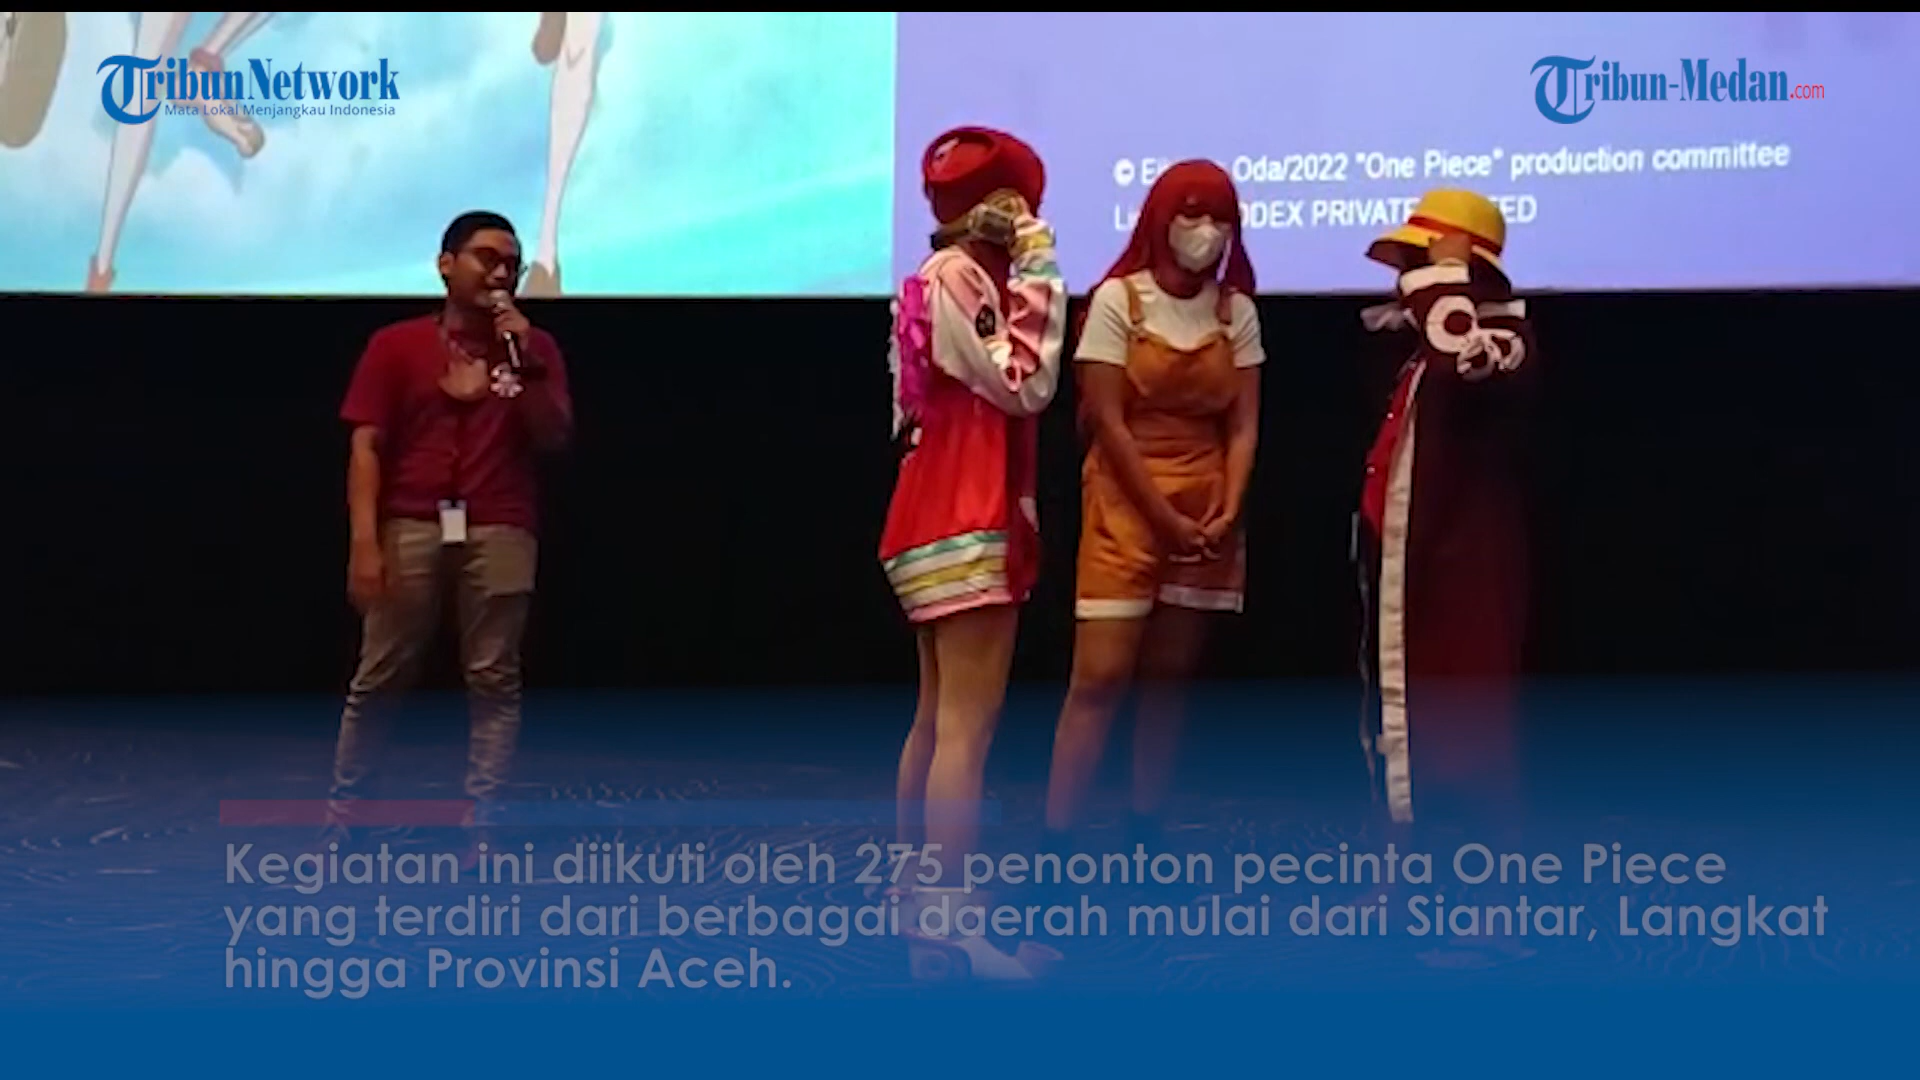 TribunNetwork
Mata Lokal Menjangkau Indonesia
Tribun-Medan.com
© Oda/2022 "One Piece" production committee
PRIVATE
Kegiatan ini diikuti oleh 275 penonton pecinta One Piece
yang terdiri dari berbagai daerah mulai dari Siantar, Langkat
hingga Provinsi Aceh.